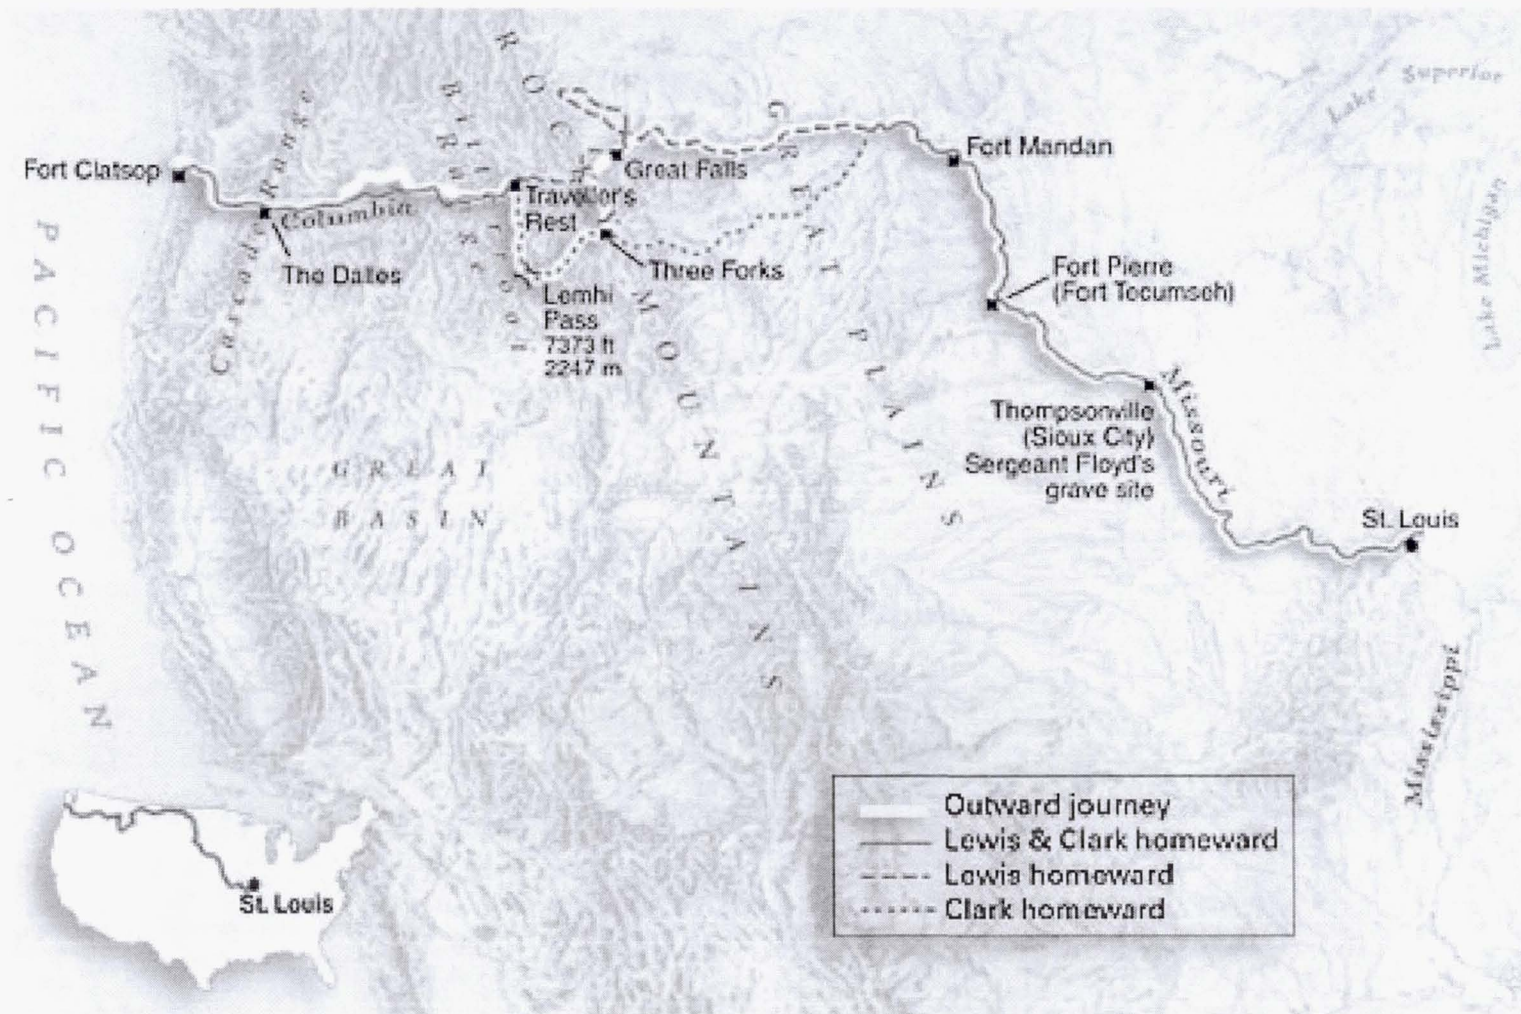 ROCKY MOUNTAINS
Bitterroot
Range
GREAT PLAINS
Lake Superior
Lake Michigan
Fort Clatsop
Cascade Range
Columbia
The Dalles
Traveller's
Rest
Great Falls
Fort Mandan
Three Forks
Lemhi
Pass
7373 ft
2247 m
Fort Pierre
(Fort Tecumseh)
PACIFIC OCEAN
GREAT
BASIN
Thompsonville
(Sioux City)
Sergeant Floyd's
grave site
Missouri
St. Louis
Mississippi
Outward journey
Lewis & Clark homeward
Lewis homeward
Clark homeward
St. Louis